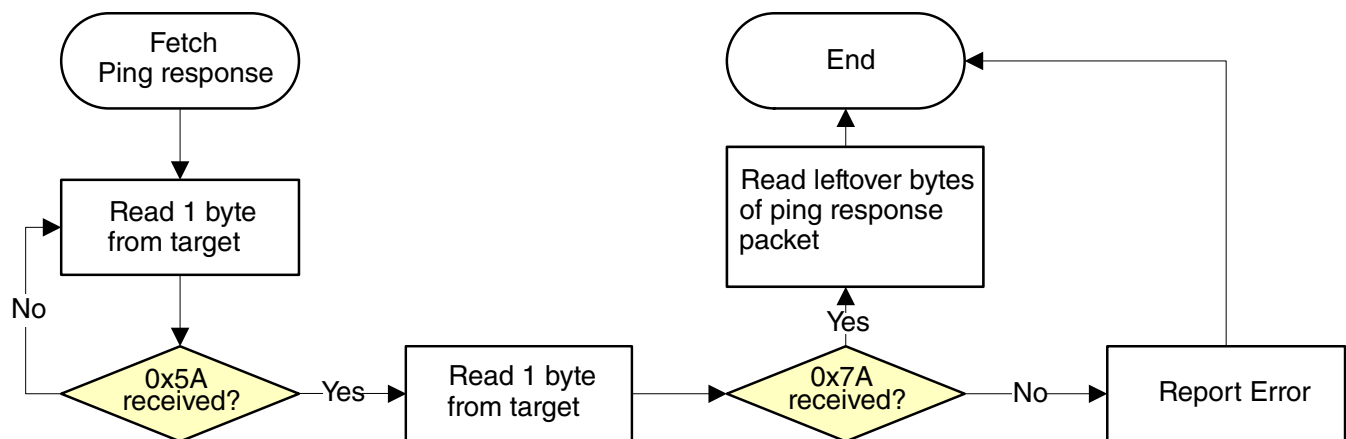 Fetch
Ping response
End
Read 1 byte
from target
Read leftover bytes
of ping response
packet
No
Yes
0x5A
received?
Yes
Read 1 byte
from target
0x7A
received?
No
Report Error